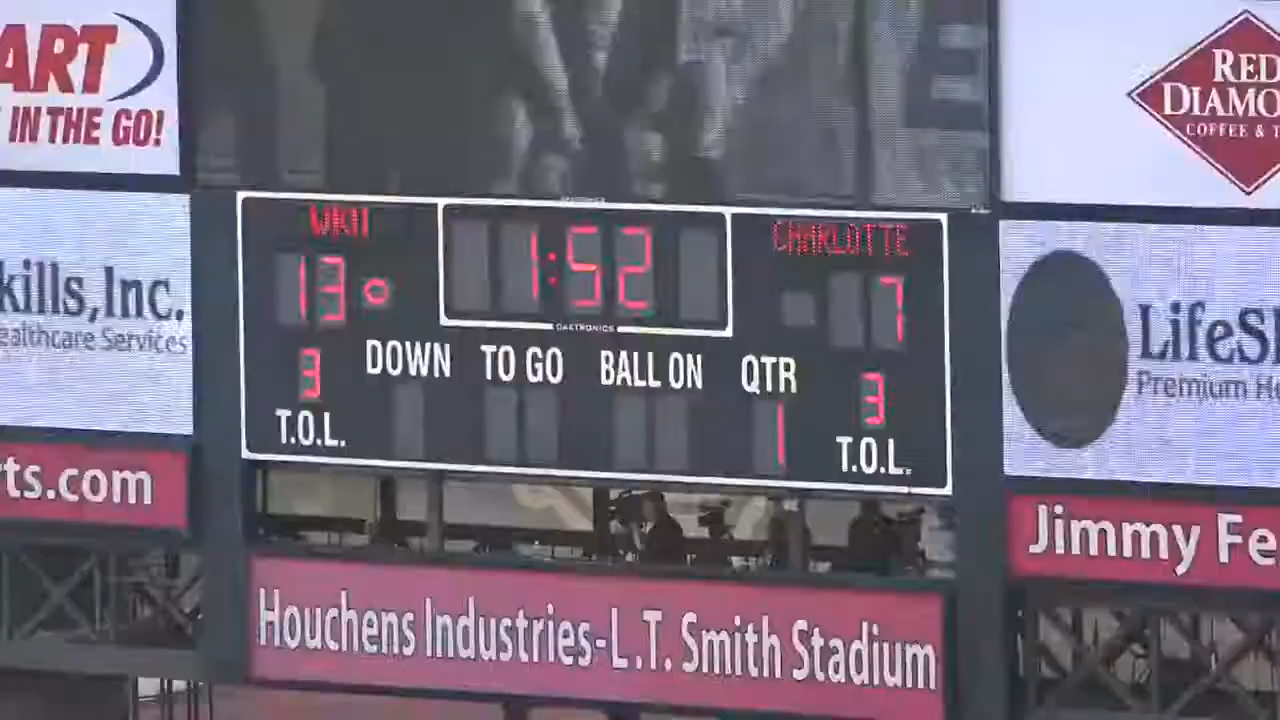 ART
IN THE GO!
RED
DIAMO
COFFEE & T
WKU
1:52
CHARLOTTE
13
7
DAKTRONICS
kills, Inc.
ealthcare Services
LifeS
Premium H
DOWN TO GO BALL ON QTR
3
1
3
T.O.L.
T.O.L.
rts.com
Jimmy Fe
Houchens Industries-L.T. Smith Stadium